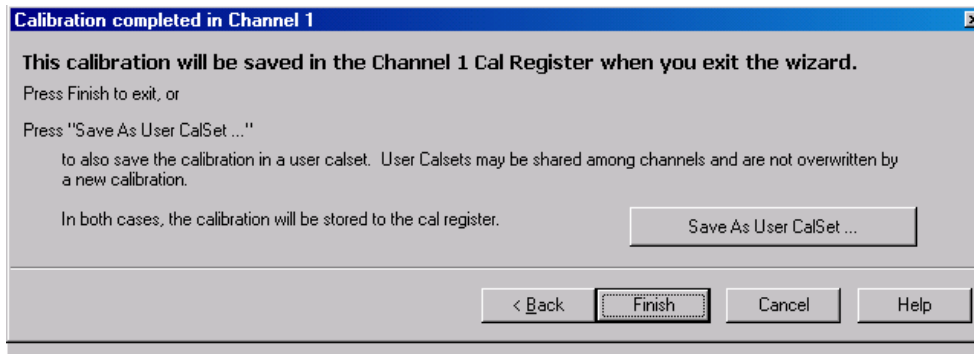 Calibration completed in Channel 1
This calibration will be saved in the Channel 1 Cal Register when you exit the wizard.
Press Finish to exit, or
Press "Save As User CalSet ..."
to also save the calibration in a user calset. User Calsets may be shared among channels and are not overwritten by
a new calibration.
In both cases, the calibration will be stored to the cal register.
Save As User CalSet ...
< Back
Finish
Cancel
Help